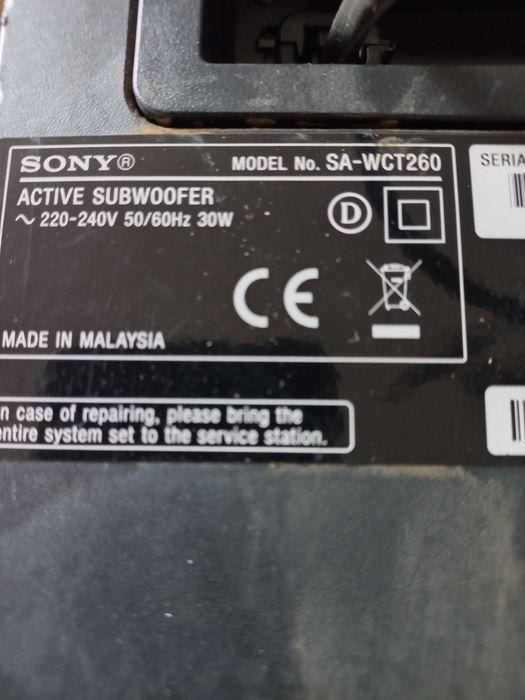 SONY®
MODEL No. SA-WCT260
SERIA
ACTIVE SUBWOOFER
~ 220-240V 50/60Hz 30W
D
CE
MADE IN MALAYSIA
n case of repairing, please bring the
entire system set to the service station.